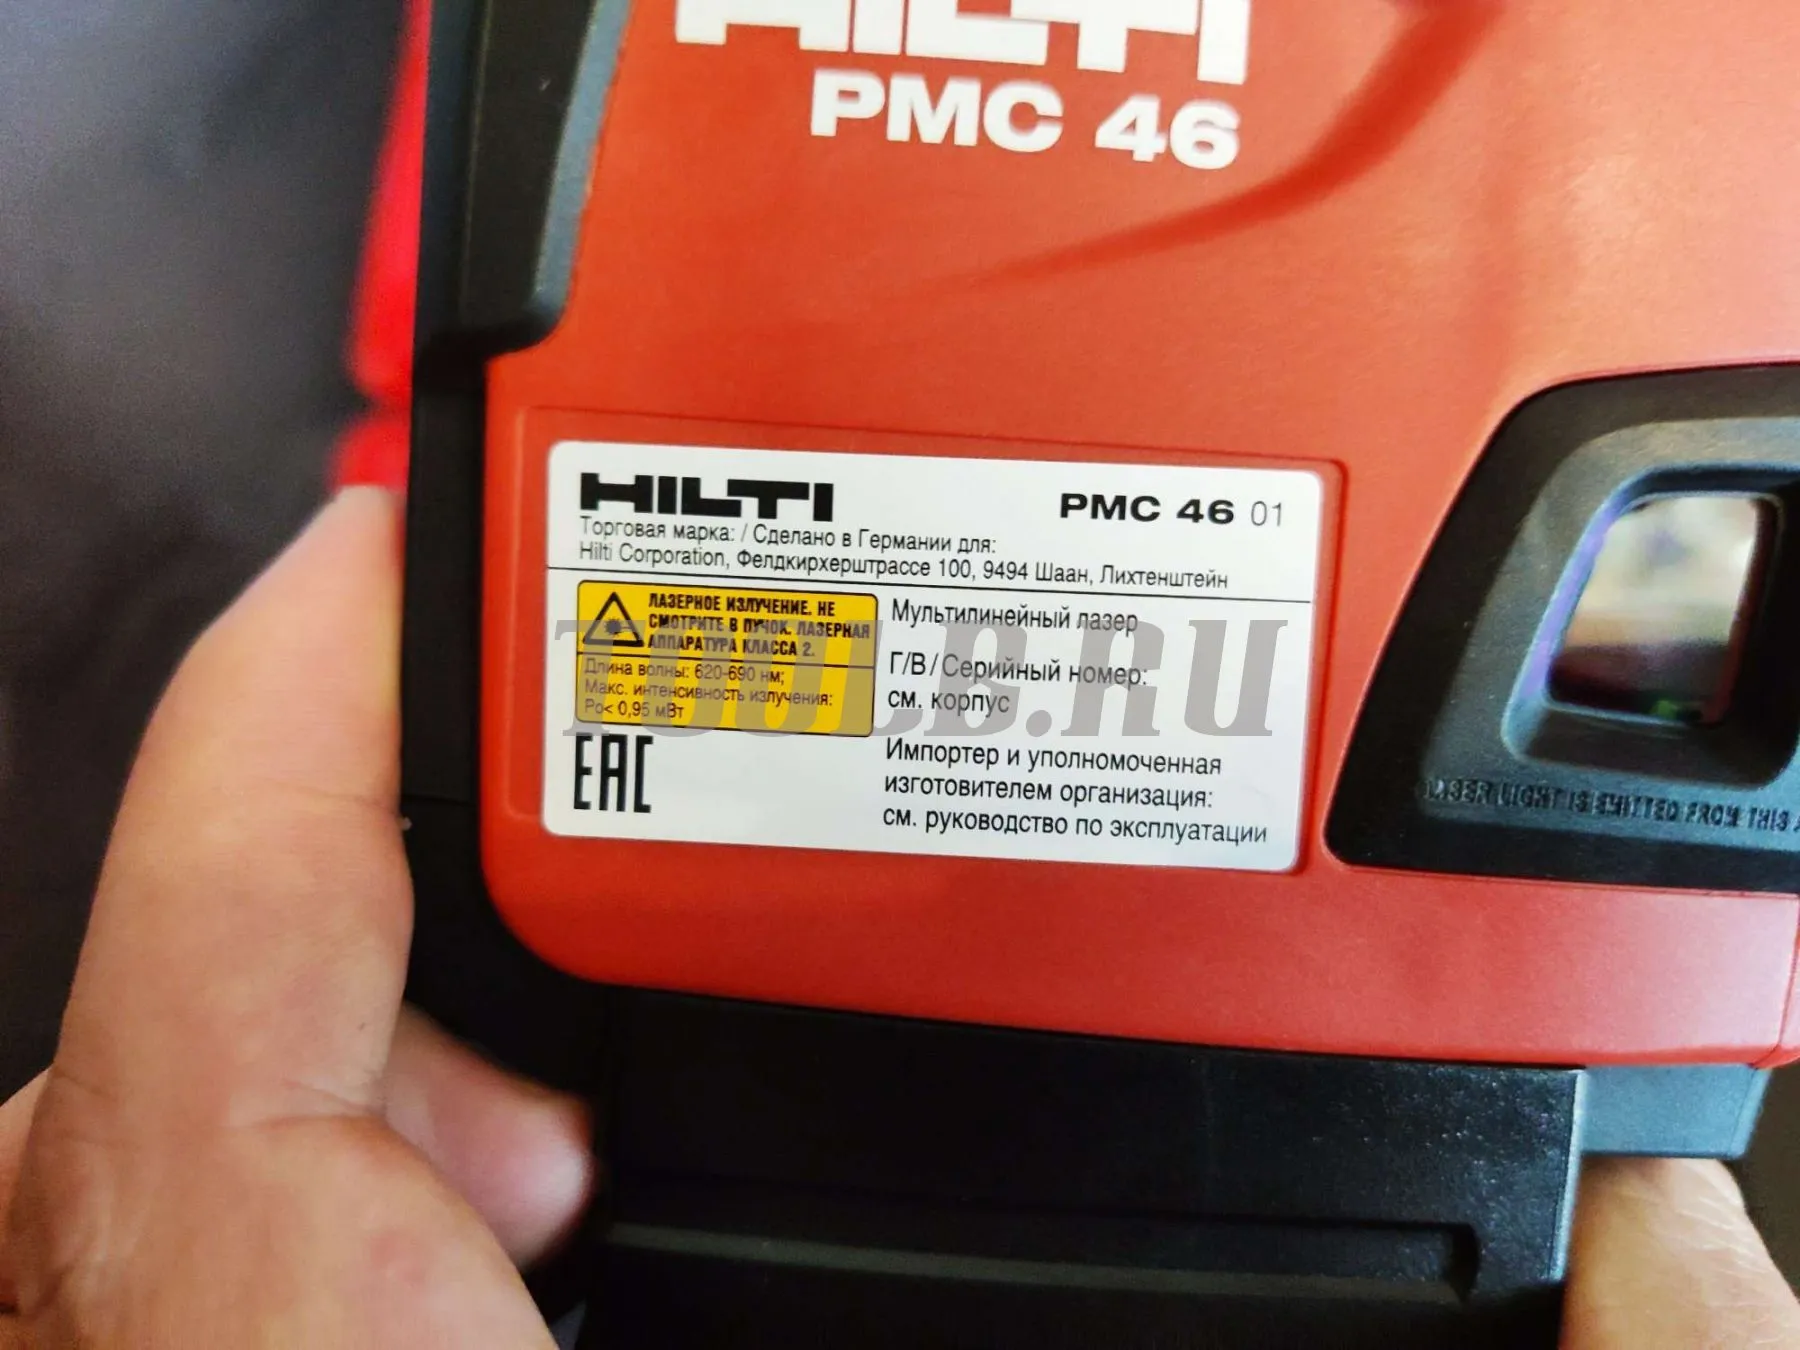 HILTI
PMC 46
HILTI
PMC 46 01
Торговая марка: / Сделано в Германии для:
Hilti Corporation, Фелдкирхерштрассе 100, 9494 Шаан, Лихтенштейн
ЛАЗЕРНОЕ ИЗЛУЧЕНИЕ. НЕ
СМОТРИТЕ В ПУЧОК. ЛАЗЕРНАЯ
АППАРАТУРА КЛАССА 2.
Длина волны: 620-690 нм;
Макс. интенсивность излучения:
Po< 0,95 мВт
EAC
Мультилинейный лазер
Г/В/Серийный номер:
см. корпус
Импортер и уполномоченная
изготовителем организация:
см. руководство по эксплуатации
LASER LIGHT IS EMITTED FROM THIS
TOOLB.RU